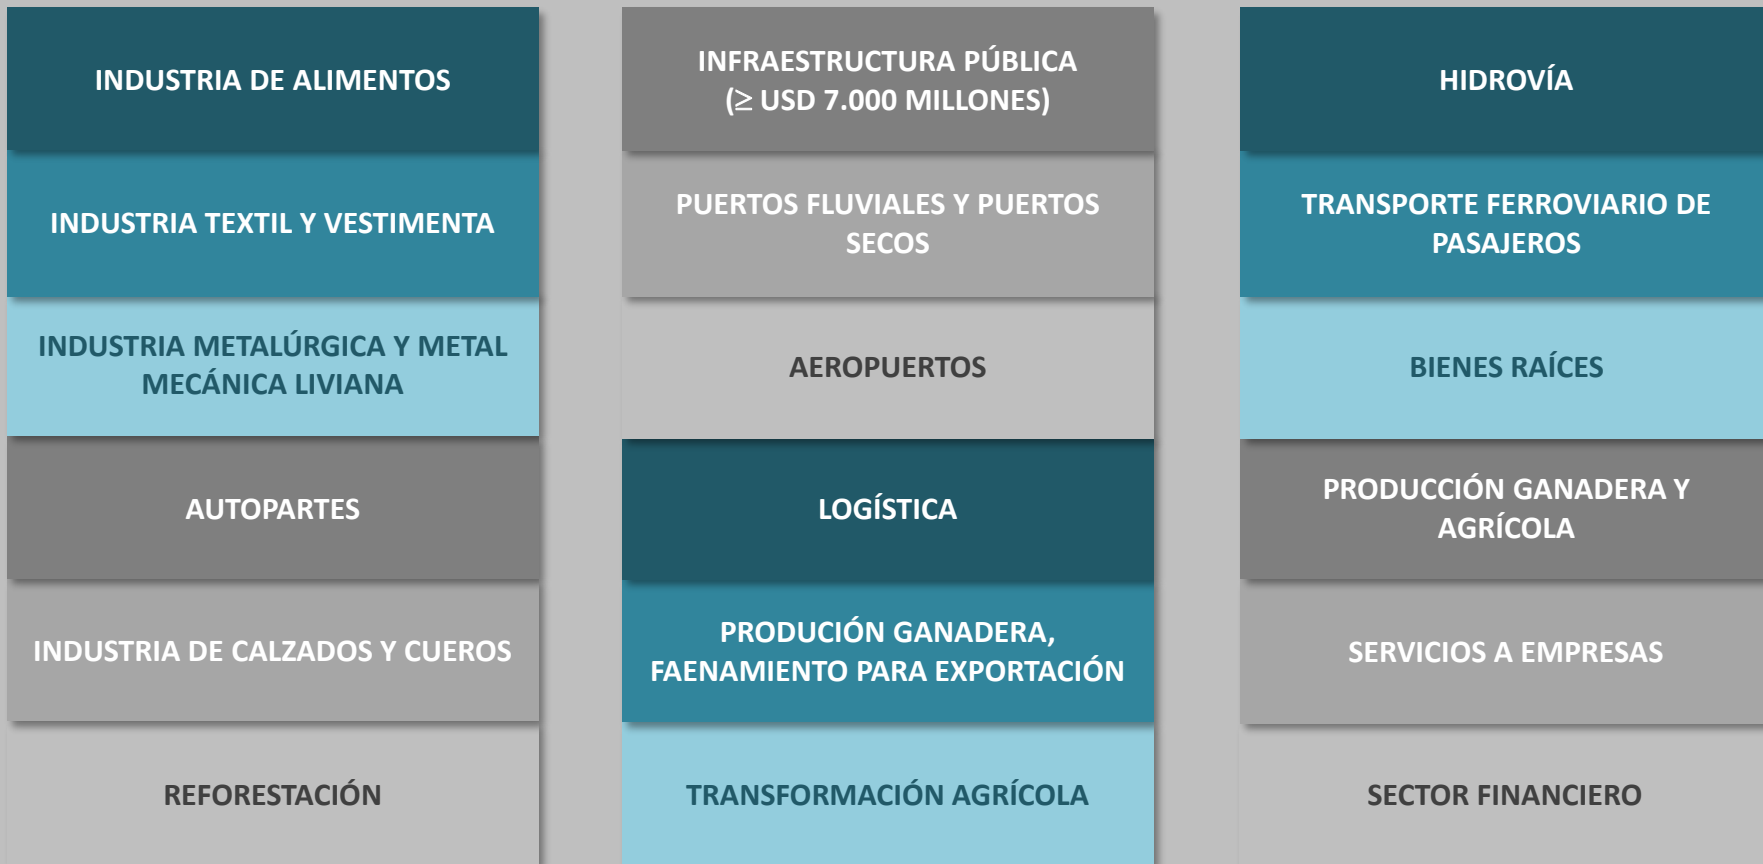 INDUSTRIA DE ALIMENTOS
INDUSTRIA TEXTIL Y VESTIMENTA
INDUSTRIA METALÚRGICA Y METAL
MECÁNICA LIVIANA
AUTOPARTES
INDUSTRIA DE CALZADOS Y CUEROS
REFORESTACIÓN
INFRAESTRUCTURA PÚBLICA
(≥ USD 7.000 MILLONES)
PUERTOS FLUVIALES Y PUERTOS
SECOS
AEROPUERTOS
LOGÍSTICA
PRODUCIÓN GANADERA,
FAENAMIENTO PARA EXPORTACIÓN
TRANSFORMACIÓN AGRÍCOLA
HIDROVÍA
TRANSPORTE FERROVIARIO DE
PASAJEROS
BIENES RAÍCES
PRODUCCIÓN GANADERA Y
AGRÍCOLA
SERVICIOS A EMPRESAS
SECTOR FINANCIERO